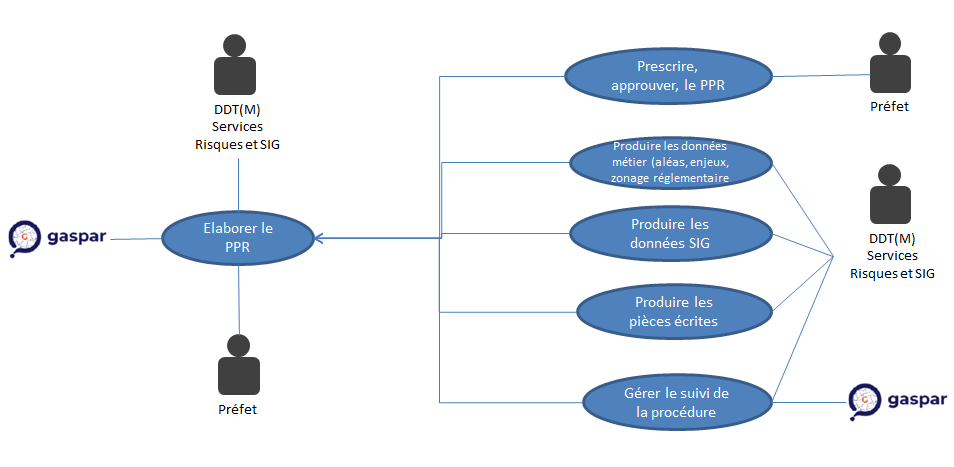 DDT(M)
Services
Risques et SIG
gaspar
Elaborer le
PPR
Préfet
Prescrire,
approuver, le PPR
Préfet
Produire les données
métier (aléas, enjeux,
zonage réglementaire
Produire les
données SIG
DDT(M)
Services
Risques et SIG
Produire les
pièces écrites
Gérer le suivi de
la procédure
gaspar